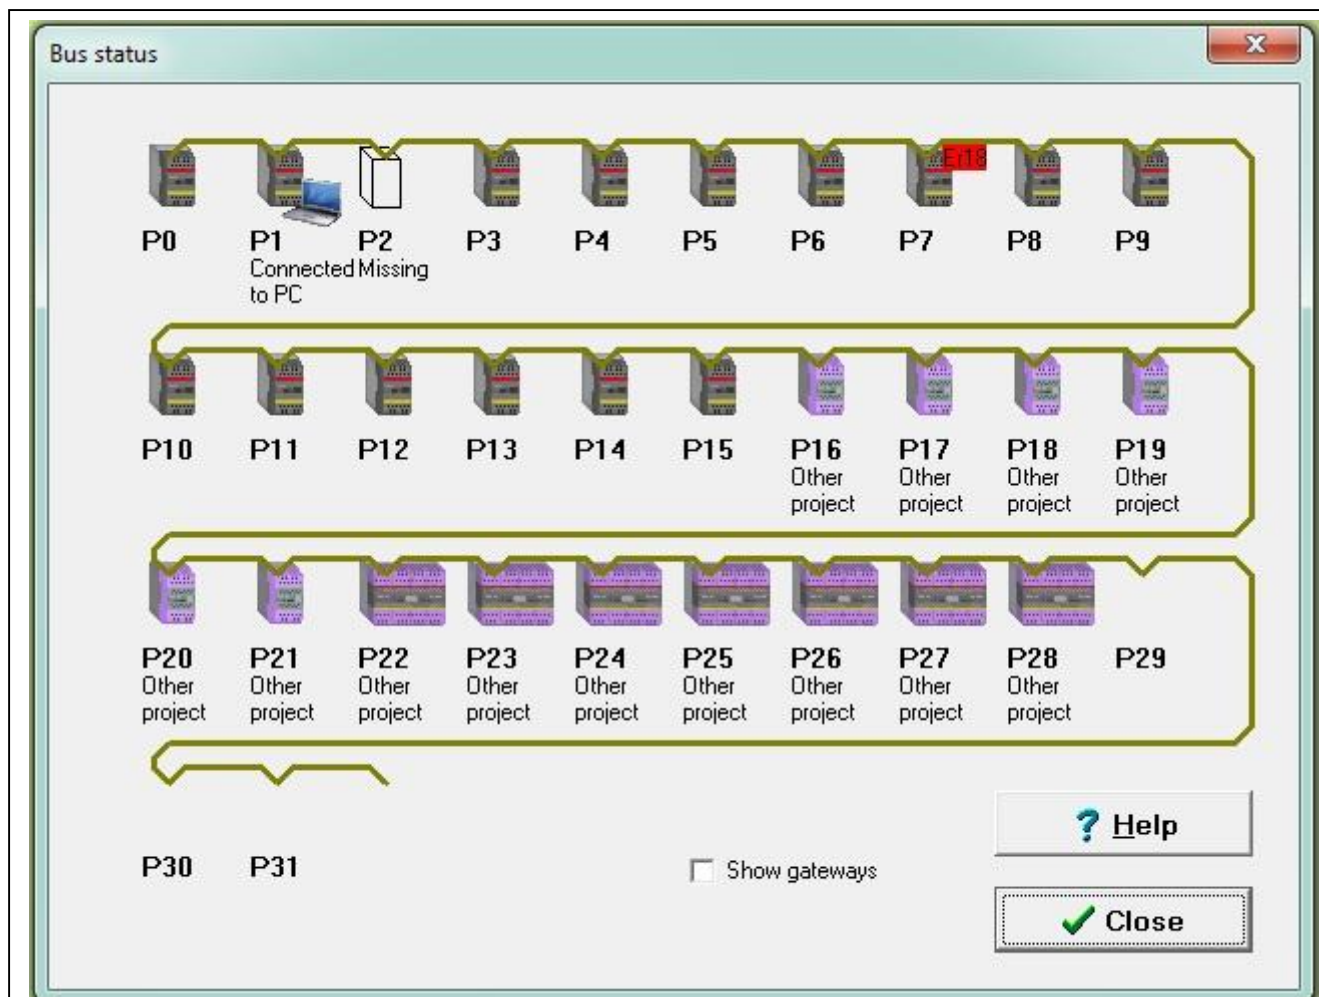 Bus status
Er18
P0 P1 P2 P3 P4 P5 P6 P7 P8 P9
Connected Missing
to PC
P10 P11 P12 P13 P14 P15 P16 P17 P18 P19
Other Other Other Other
project project project project
P20 P21 P22 P23 P24 P25 P26 P27 P28 P29
Other Other Other Other Other Other Other Other Other
project project project project project project project project project
? Help
P30 P31
Show gateways
Close